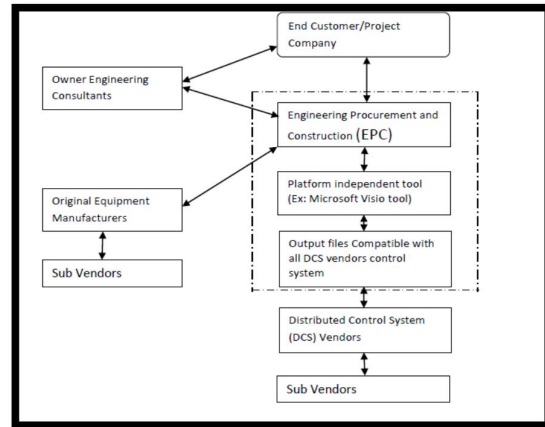 End Customer/Project
Company
Owner Engineering
Consultants
Engineering Procurement and
Construction (EPC)
Platform independent tool
(Ex: Microsoft Visio tool)
Original Equipment
Manufacturers
Output files Compatible with
all DCS vendors control
system
Sub Vendors
Distributed Control System
(DCS) Vendors
Sub Vendors